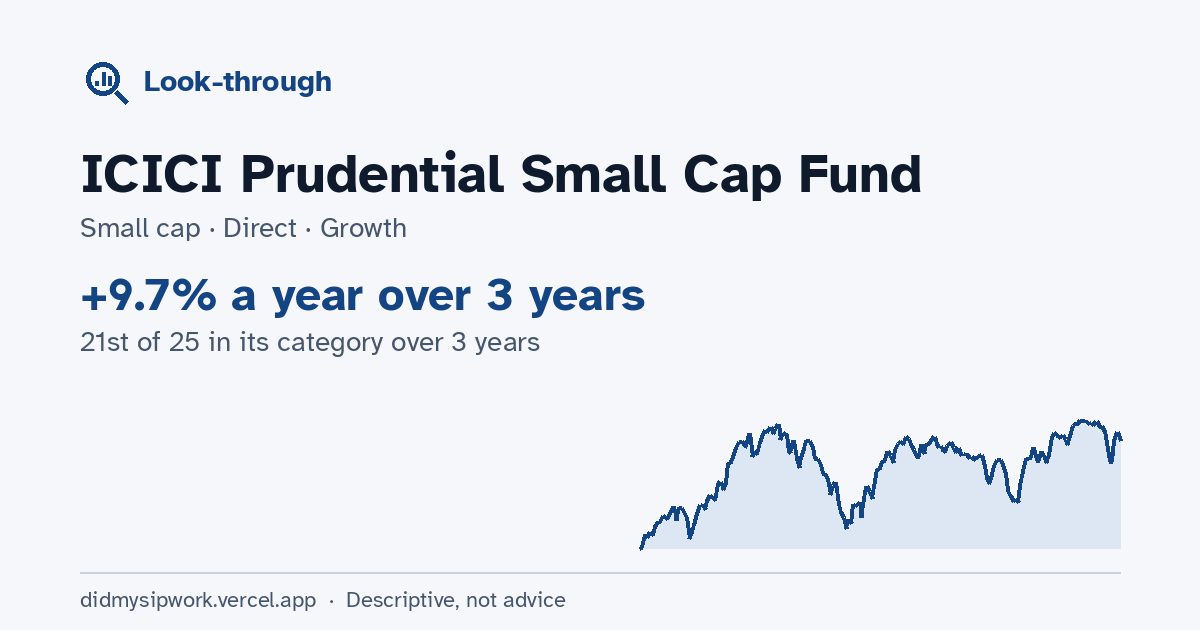 Look-through
ICICI Prudential Small Cap Fund
Small cap · Direct · Growth
+9.7% a year over 3 years
21st of 25 in its category over 3 years
didmysipwork.vercel.app · Descriptive, not advice